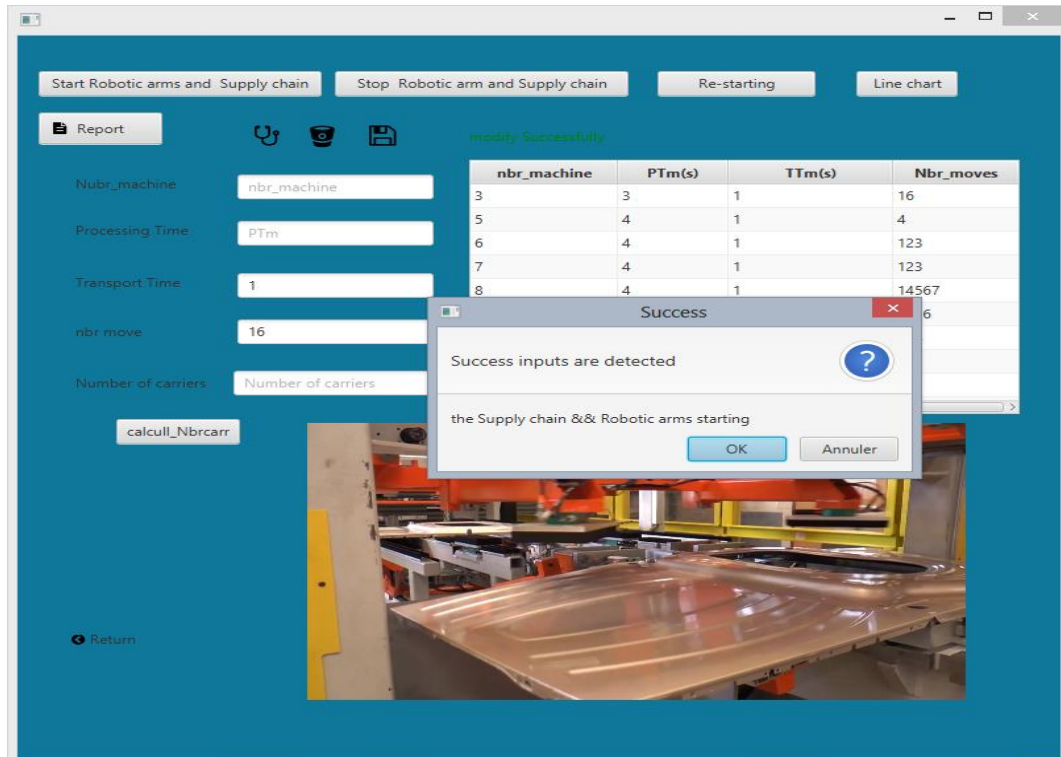 Start Robotic arms and Supply chain
Stop Robotic arm and Supply chain
Re-starting
Line chart
Report
modify Successfully
Nubr_machine
nbr_machine
Processing Time
PTm
Transport Time
1
nbr move
16
Number of carriers
Number of carriers
calcull_Nbrcarr
nbr_machine PTm(s) TTm(s) Nbr_moves
3 3 1 16
5 4 1 4
6 4 1 123
7 4 1 123
8 4 1 14567
6
Success
Success inputs are detected
the Supply chain && Robotic arms starting
OK
Annuler
Return